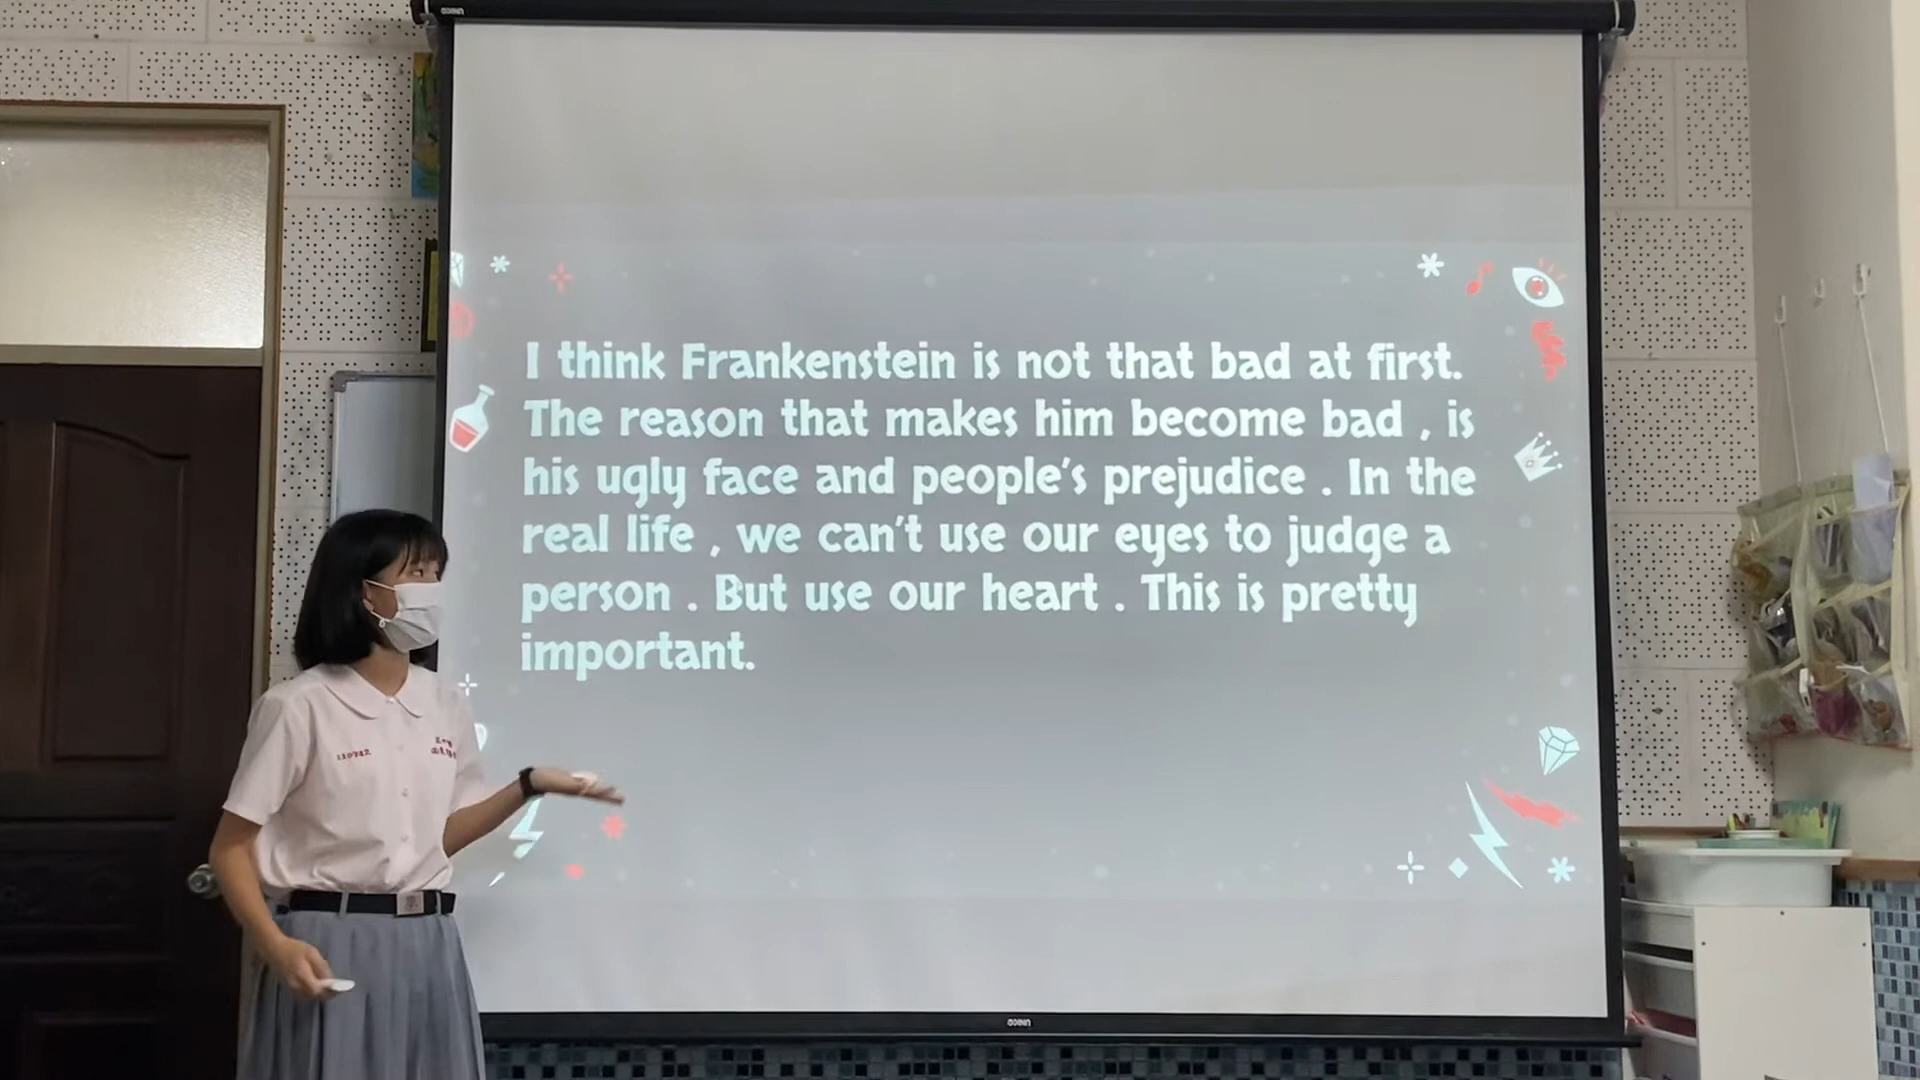 I think Frankenstein is not that bad at first.
The reason that makes him become bad , is
his ugly face and people's prejudice . In the
real life , we can't use our eyes to judge a
person . But use our heart . This is pretty
important.